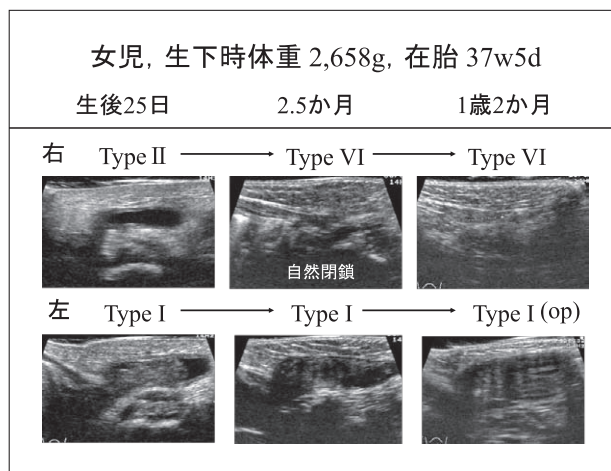 女児，生下時体重 2,658g，在胎 37w5d
生後25日 2.5か月 1歳2か月
右 Type II Type VI Type VI
自然閉鎖
左 Type I Type I Type I (op)